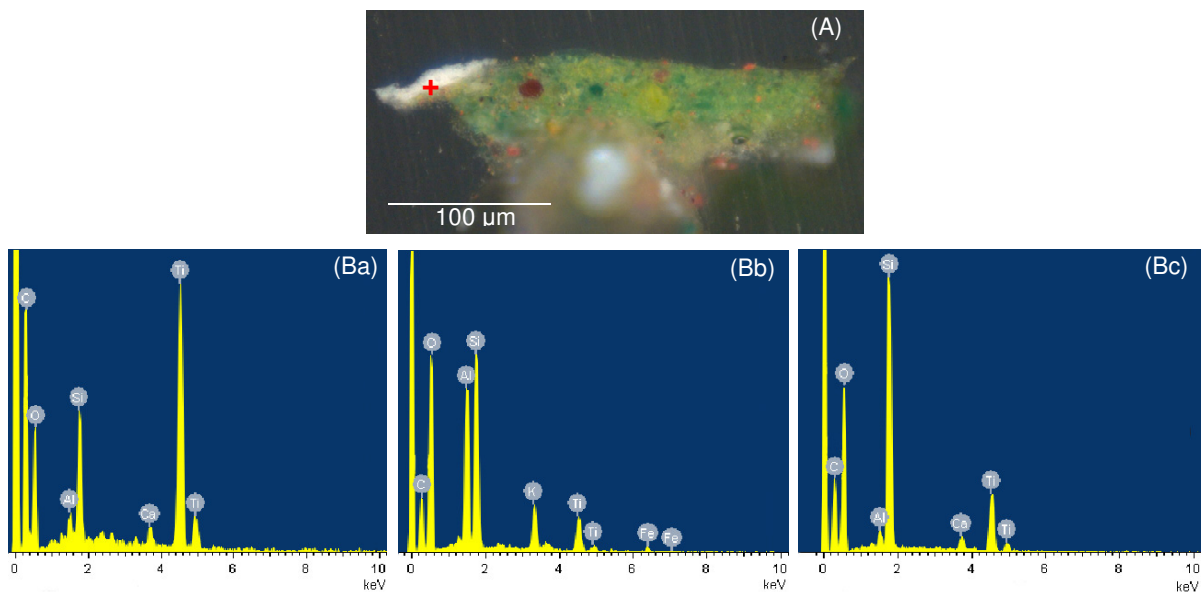 (A)
100 µm
(Ba)
C
O
Al
Si
Ca
Ti
Ti
0 2 4 6 8 10
keV
(Bb)
C
O
Al
Si
K
Ti
Ti
Fe
Fe
0 2 4 6 8 10
keV
(Bc)
C
O
Al
Si
Ca
Ti
Ti
0 2 4 6 8 10
keV